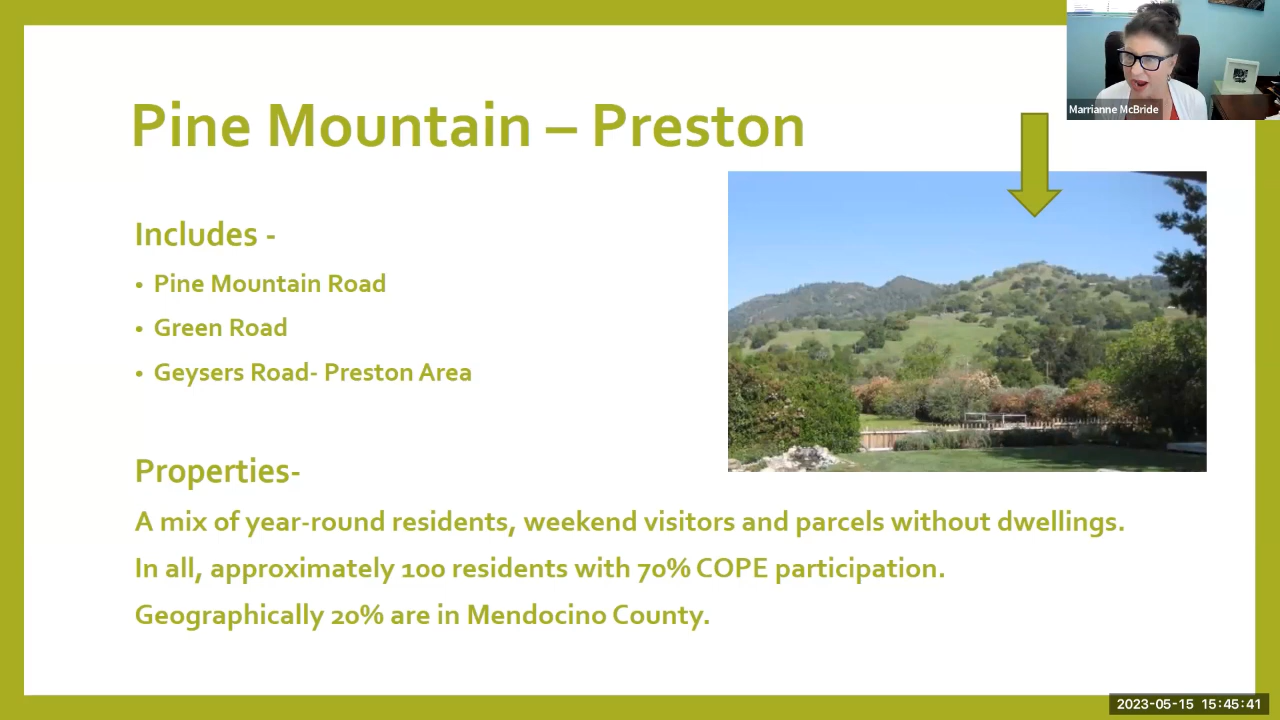 Pine Mountain – Preston
Marrianne McBride
Includes -
• Pine Mountain Road
• Green Road
• Geysers Road- Preston Area
Properties-
A mix of year-round residents, weekend visitors and parcels without dwellings.
In all, approximately 100 residents with 70% COPE participation.
Geographically 20% are in Mendocino County.
2023-05-15 15:45:41